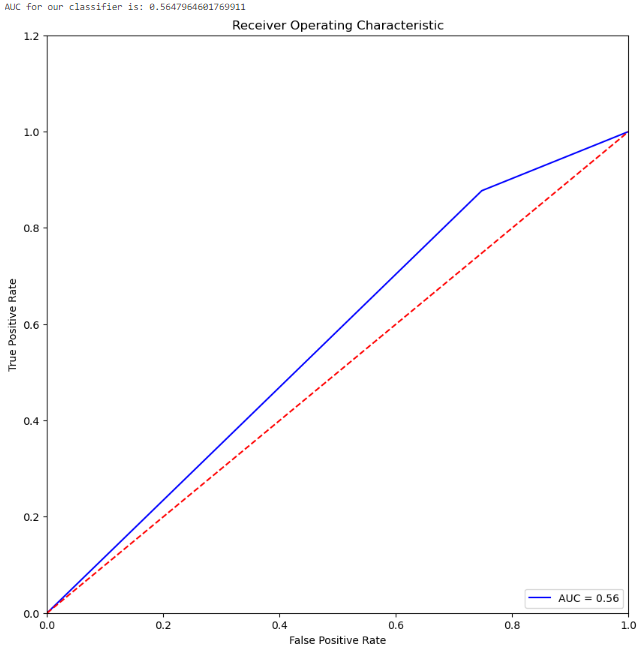 AUC for our classifier is: 0.5647964601769911
Receiver Operating Characteristic
1.2
1.0
0.8
0.6
0.4
0.2
0.0
True Positive Rate
AUC = 0.56
0.0 0.2 0.4 0.6 0.8 1.0
False Positive Rate